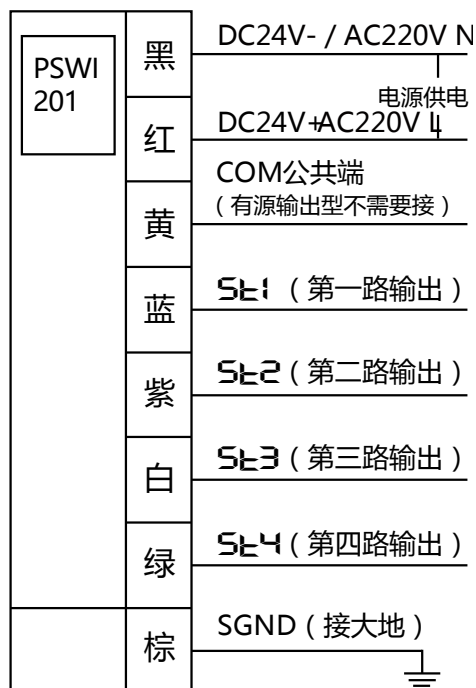 PSWI
201
黑
DC24V- / AC220V N
电源供电
红
DC24V+AC220V L
COM公共端
（有源输出型不需要接）
黄
蓝
St1（第一路输出）
紫
St2（第二路输出）
白
St3（第三路输出）
绿
St4（第四路输出）
棕
SGND（接大地）